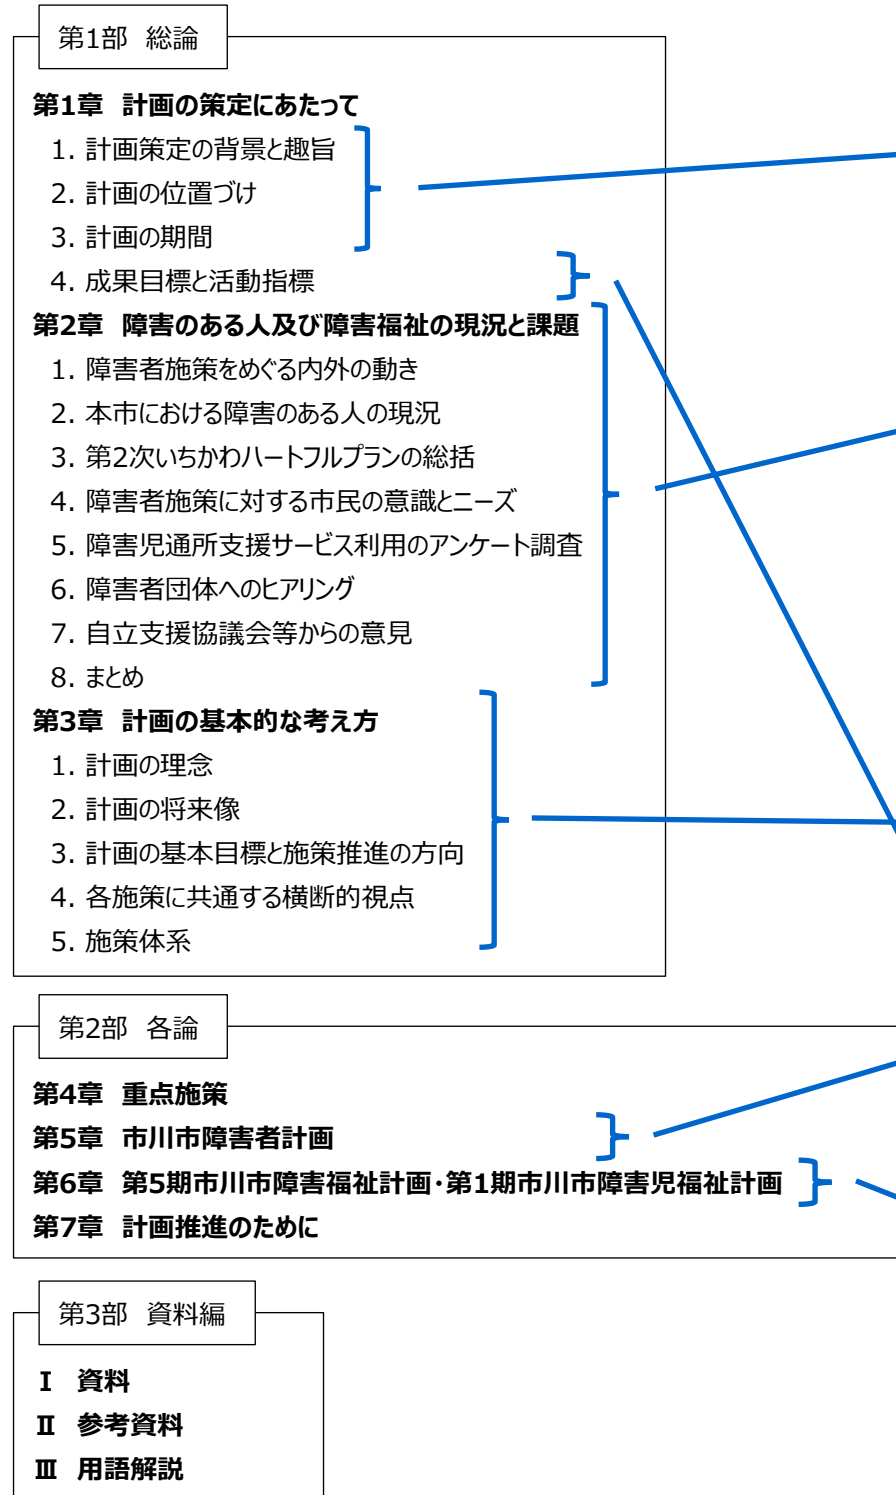 第1部 総論
第1章 計画の策定にあたって
1. 計画策定の背景と趣旨
2. 計画の位置づけ
3. 計画の期間
4. 成果目標と活動指標
第2章 障害のある人及び障害福祉の現況と課題
1. 障害者施策をめぐる内外の動き
2. 本市における障害のある人の現況
3. 第2次いちかわハートフルプランの総括
4. 障害者施策に対する市民の意識とニーズ
5. 障害児通所支援サービス利用のアンケート調査
6. 障害者団体へのヒアリング
7. 自立支援協議会等からの意見
8. まとめ
第3章 計画の基本的な考え方
1. 計画の理念
2. 計画の将来像
3. 計画の基本目標と施策推進の方向
4. 各施策に共通する横断的視点
5. 施策体系
第2部 各論
第4章 重点施策
第5章 市川市障害者計画
第6章 第5期市川市障害福祉計画・第1期市川市障害児福祉計画
第7章 計画推進のために
第3部 資料編
Ⅰ 資料
Ⅱ 参考資料
Ⅲ 用語解説